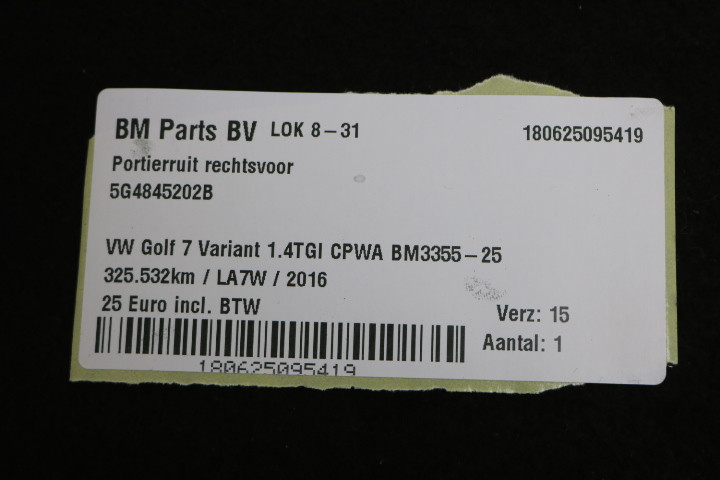 BM Parts BV LOK 8-31 180625095419
Portierruit rechtsvoor
5G4845202B
VW Golf 7 Variant 1.4TGI CPWA BM3355-25
325.532km / LA7W / 2016
25 Euro incl. BTW
Verz: 15
Aantal: 1
180625095419